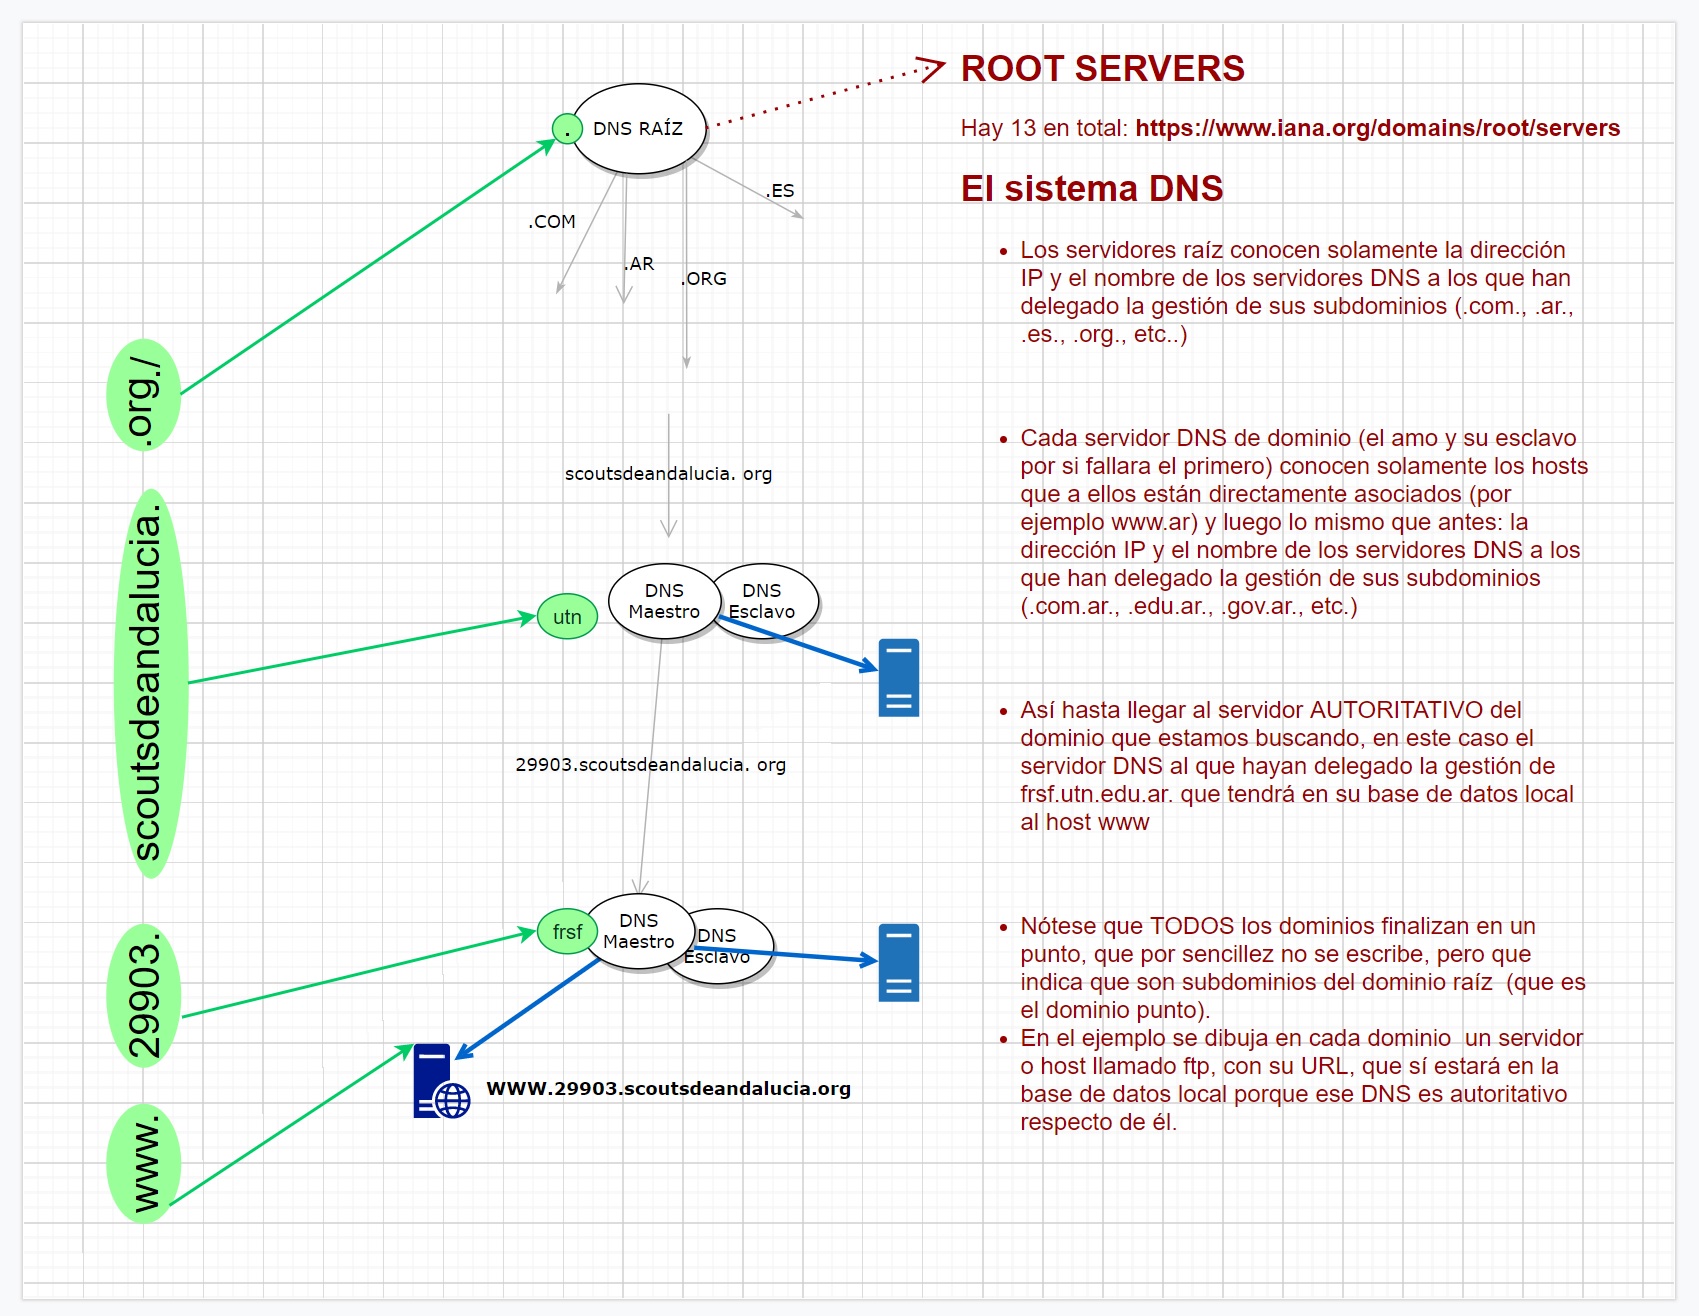 ROOT SERVERS
Hay 13 en total: https://www.iana.org/domains/root/servers
. DNS RAÍZ
El sistema DNS
.ES
.COM
.AR
.ORG
Los servidores raíz conocen solamente la dirección
IP y el nombre de los servidores DNS a los que han
delegado la gestión de sus subdominios (.com., .ar.,
.es., .org., etc..)
.org./
scoutsdeandalucia. org
Cada servidor DNS de dominio (el amo y su esclavo
por si fallara el primero) conocen solamente los hosts
que a ellos están directamente asociados (por
ejemplo www.ar) y luego lo mismo que antes: la
dirección IP y el nombre de los servidores DNS a los
que han delegado la gestión de sus subdominios
(.com.ar., .edu.ar., .gov.ar., etc.)
scoutsdeandalucia.
utn
DNS
Maestro
DNS
Esclavo
29903.scoutsdeandalucia. org
Así hasta llegar al servidor AUTORITATIVO del
dominio que estamos buscando, en este caso el
servidor DNS al que hayan delegado la gestión de
frsf.utn.edu.ar. que tendrá en su base de datos local
al host www
29903.
frsf
DNS
Maestro
DNS
Esclavo
Nótese que TODOS los dominios finalizan en un
punto, que por sencillez no se escribe, pero que
indica que son subdominios del dominio raíz  (que es
el dominio punto).
En el ejemplo se dibuja en cada dominio  un servidor
o host llamado ftp, con su URL, que sí estará en la
base de datos local porque ese DNS es autoritativo
respecto de él.
WWW.29903.scoutsdeandalucia.org
www.